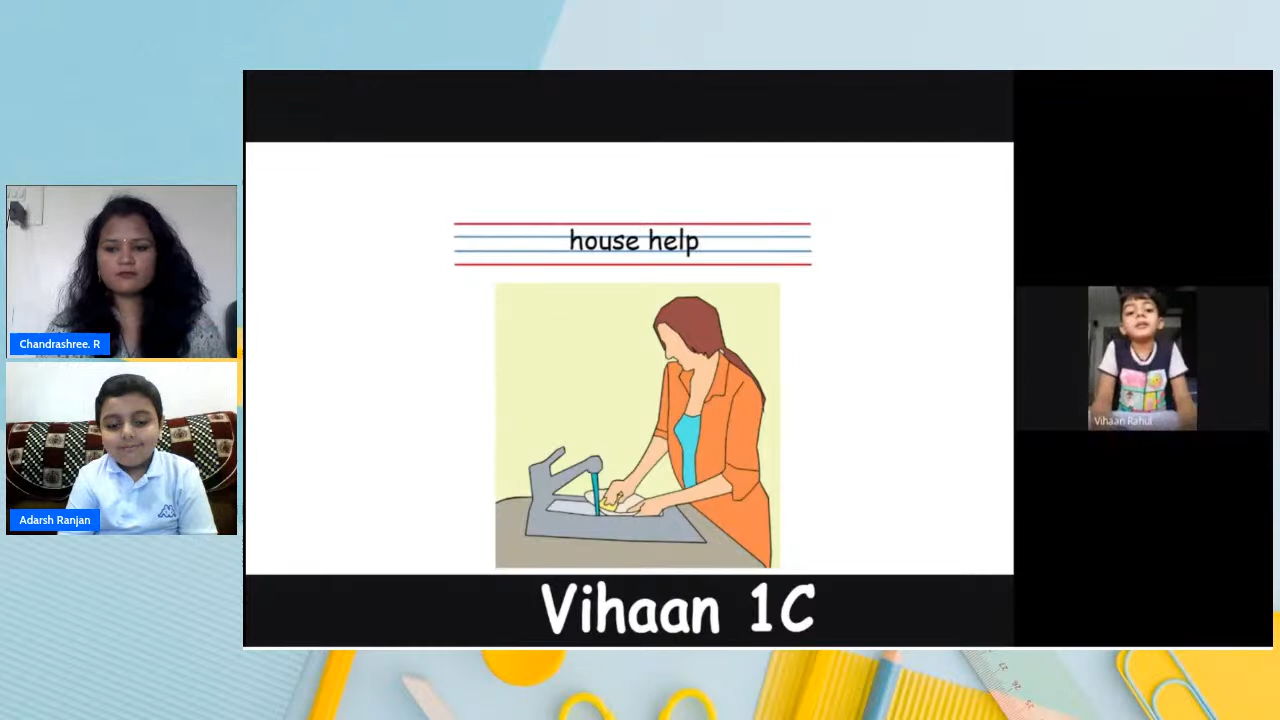 house help
Chandrashree. R
Vihaan Rahul
Adarsh Ranjan
Vihaan 1C